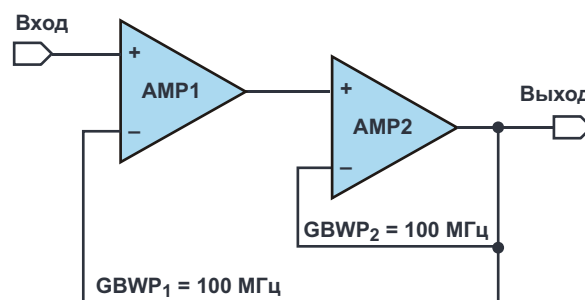 Вход
+
AMP1
−
+
AMP2
−
Выход
GBWP2 = 100 МГц
GBWP1 = 100 МГц